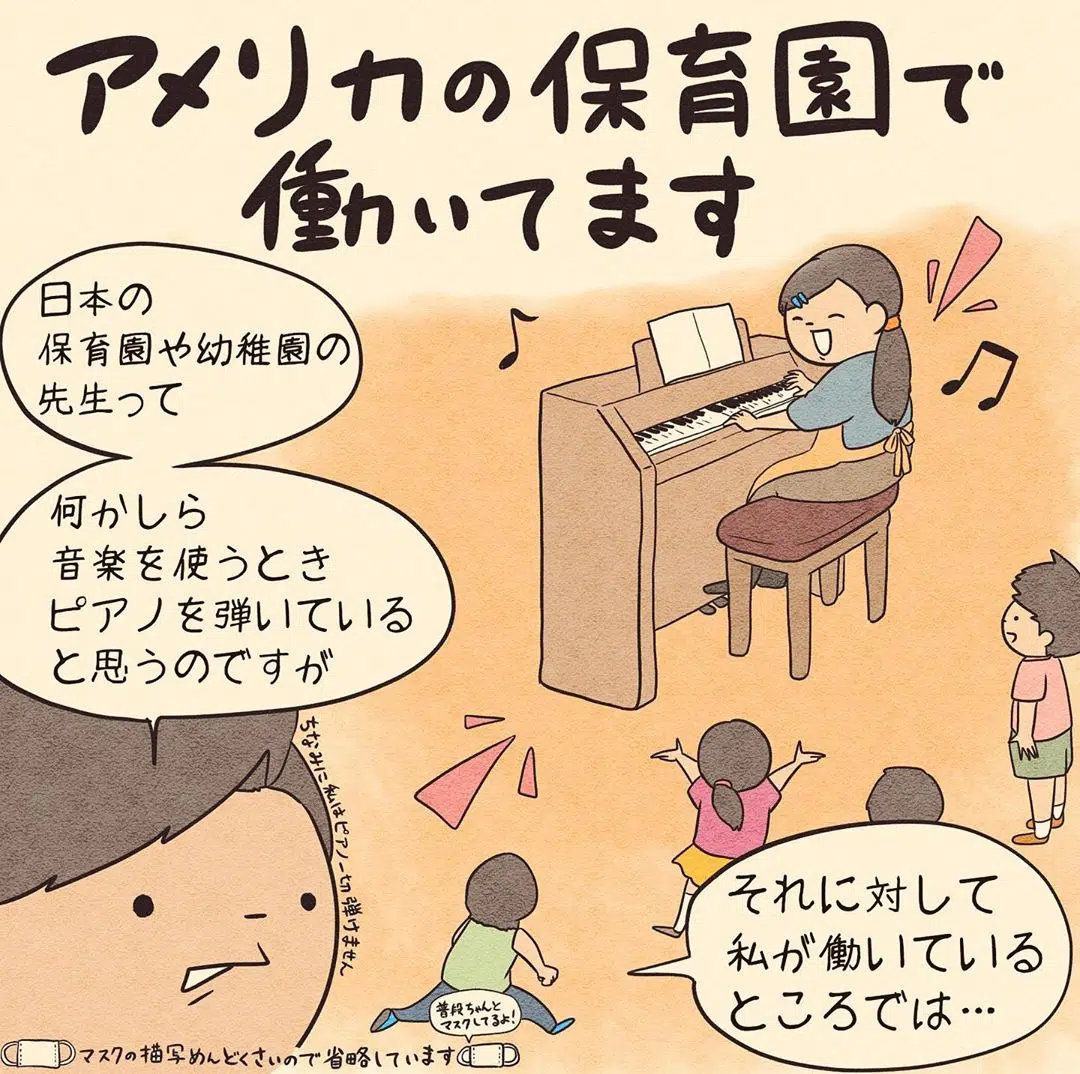 アメリカの保育園で
働いてます
日本の
保育園や幼稚園の
先生って
何かしら
音楽を使うとき
ピアノを弾いている
と思うのですが
ちなみに私はピアノ一切弾けません
それに対して
私が働いている
ところでは…
普段ちゃんと
マスクしてるよ!
マスクの描写めんどくさいので省略しています